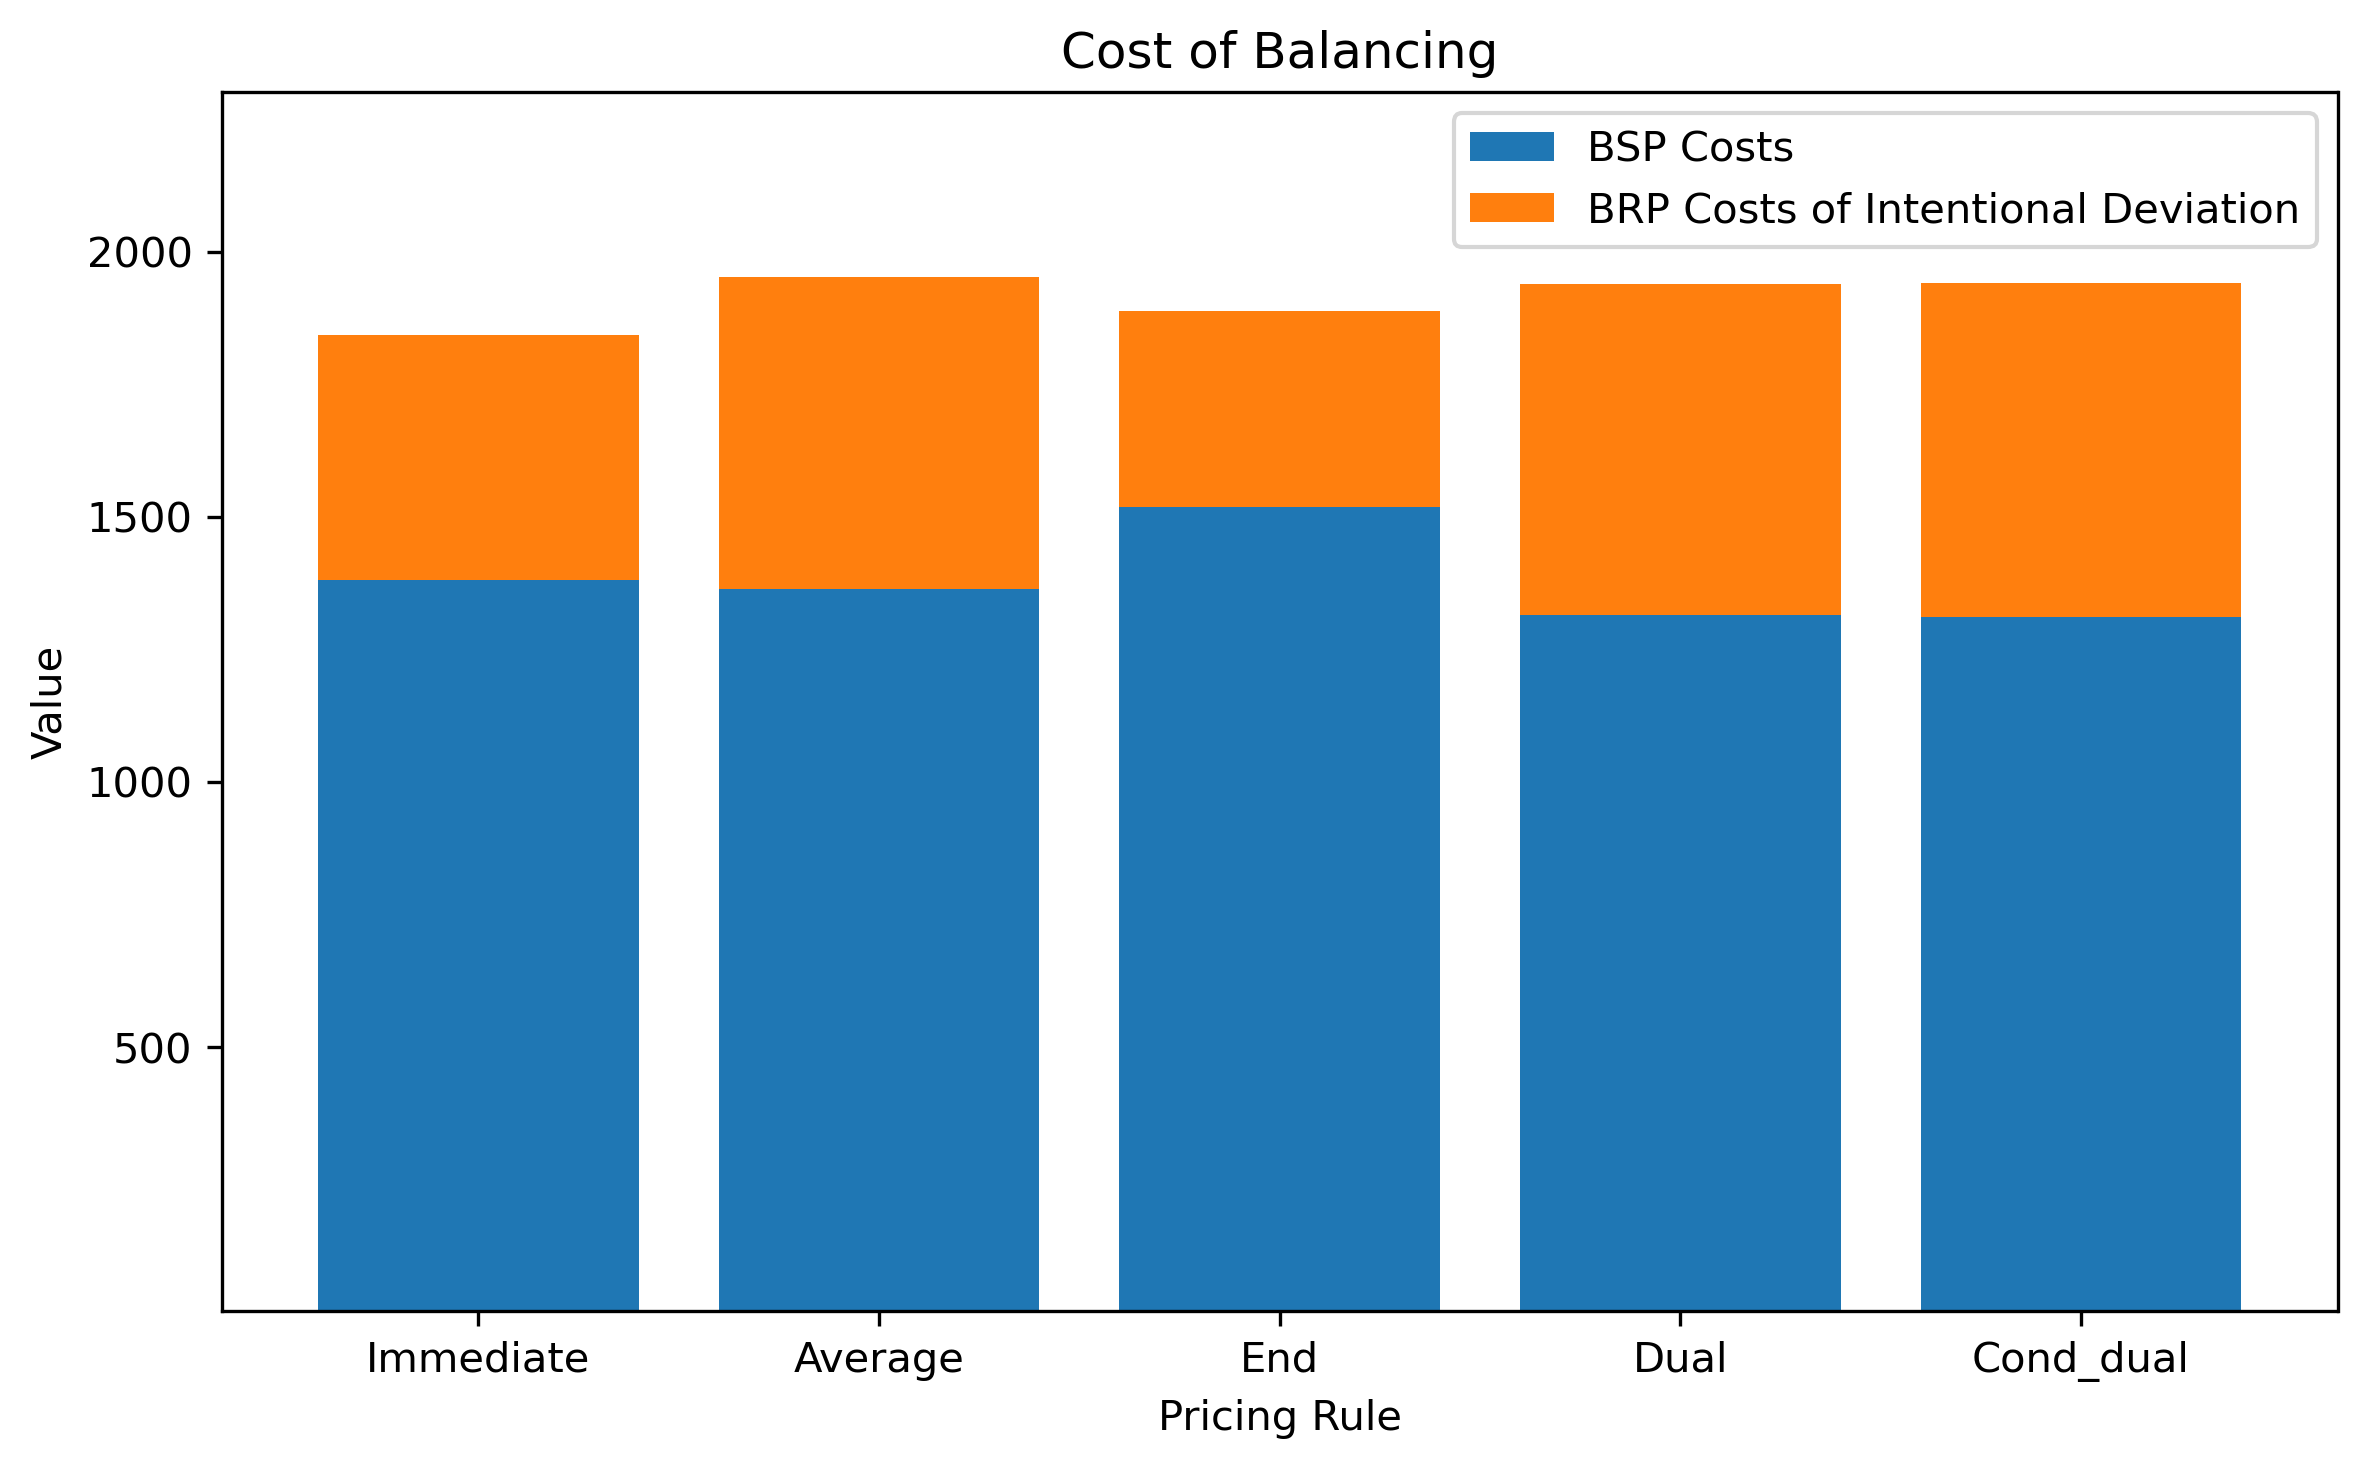 Cost of Balancing
BSP Costs
BRP Costs of Intentional Deviation
2000
1500
1000
500
Value
Immediate
Average
End
Dual
Cond_dual
Pricing Rule